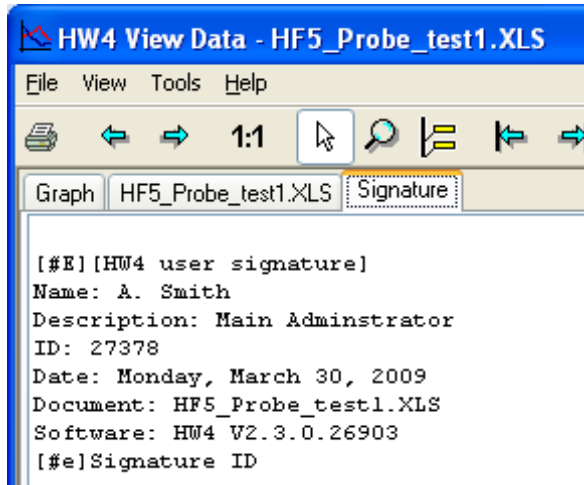 HW4 View Data - HF5_Probe_test1.XLS
File View Tools Help
1:1
Graph HF5_Probe_test1.XLS Signature
[#E][HW4 user signature]
Name: A. Smith
Description: Main Adminstrator
ID: 27378
Date: Monday, March 30, 2009
Document: HF5_Probe_test1.XLS
Software: HW4 V2.3.0.26903
[#e]Signature ID